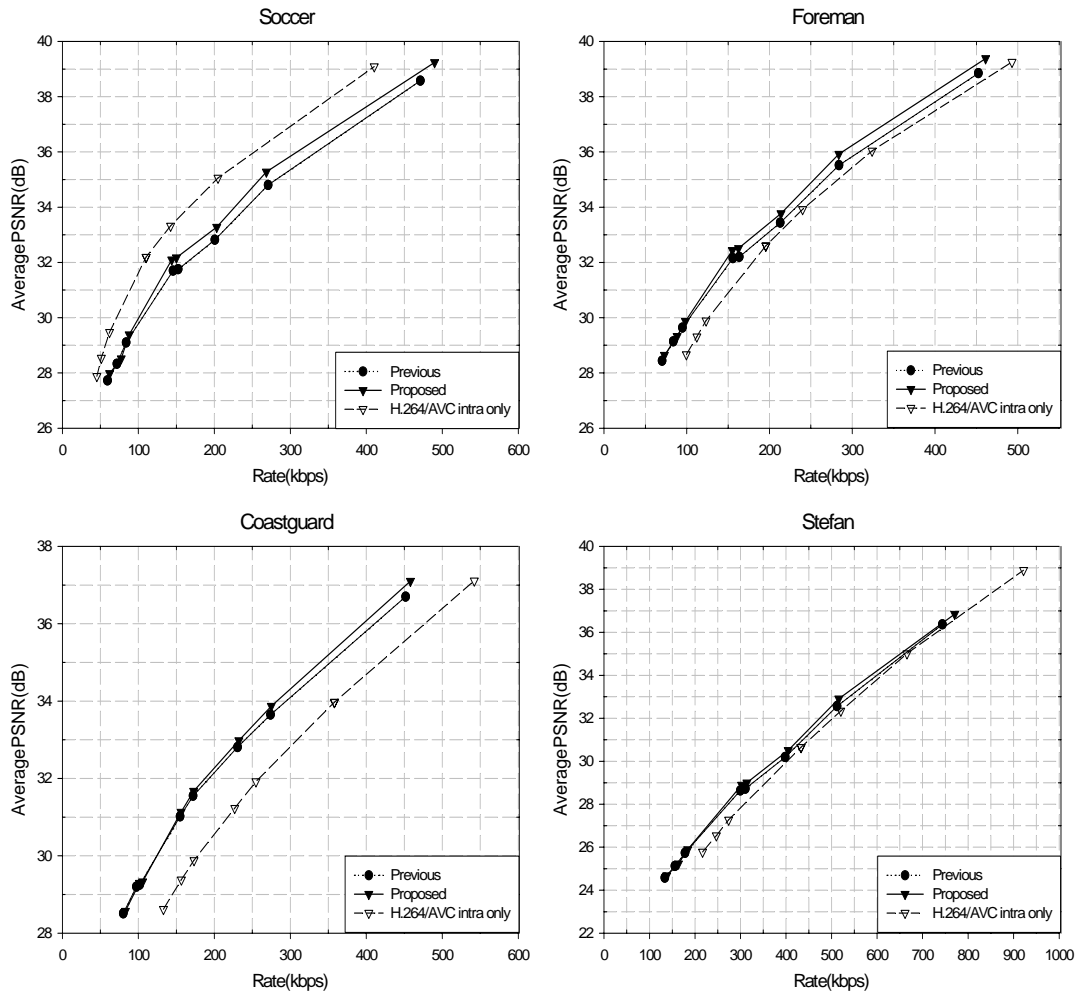 Soccer
AveragePSNR(dB)
40
38
36
34
32
30
28
26
0 100 200 300 400 500 600
Rate(kbps)
Previous
Proposed
H.264/AVC intra only
Foreman
AveragePSNR(dB)
40
38
36
34
32
30
28
26
0 100 200 300 400 500
Rate(kbps)
Previous
Proposed
H.264/AVC intra only
Coastguard
AveragePSNR(dB)
38
36
34
32
30
28
0 100 200 300 400 500 600
Rate(kbps)
Previous
Proposed
H.264/AVC intra only
Stefan
AveragePSNR(dB)
40
38
36
34
32
30
28
26
24
22
0 100 200 300 400 500 600 700 800 900 1000
Rate(kbps)
Previous
Proposed
H.264/AVC intra only